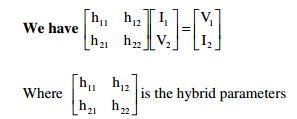 We have [h₁₁ h₁₂ h₂₁ h₂₂] [I₁ V₂] = [V₁ I₂]
Where [h₁₁ h₁₂ h₂₁ h₂₂] is the hybrid parameters